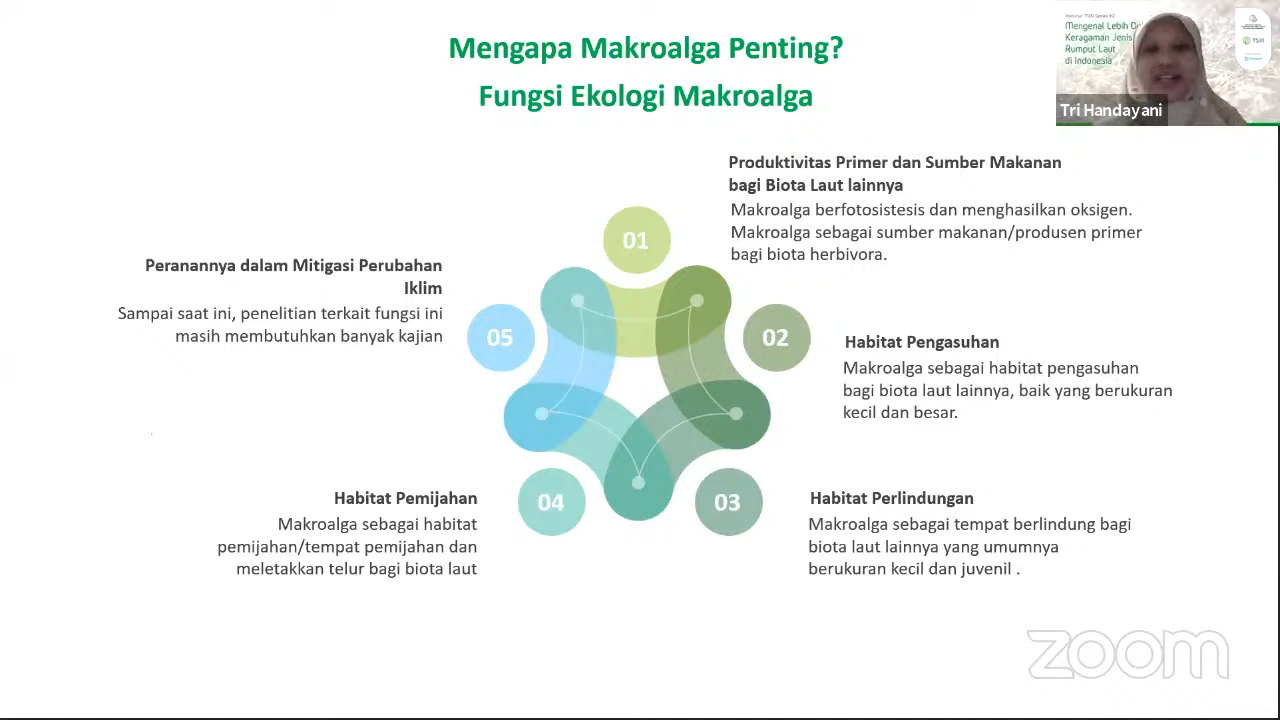 Mengapa Makroalga Penting?
Fungsi Ekologi Makroalga
Webinar TSIN Series #2
Mengenal Lebih
Keragaman Jenis
Rumput Laut
di Indonesia
Tri Handayani
01
Produktivitas Primer dan Sumber Makanan
bagi Biota Laut lainnya
Makroalga berfotosistesis dan menghasilkan oksigen.
Makroalga sebagai sumber makanan/produsen primer
bagi biota herbivora.
02
Habitat Pengasuhan
Makroalga sebagai habitat pengasuhan
bagi biota laut lainnya, baik yang berukuran
kecil dan besar.
03
Habitat Perlindungan
Makroalga sebagai tempat berlindung bagi
biota laut lainnya yang umumnya
berukuran kecil dan juvenil .
04
Habitat Pemijahan
Makroalga sebagai habitat
pemijahan/tempat pemijahan dan
meletakkan telur bagi biota laut
05
Peranannya dalam Mitigasi Perubahan
Iklim
Sampai saat ini, penelitian terkait fungsi ini
masih membutuhkan banyak kajian
zoom